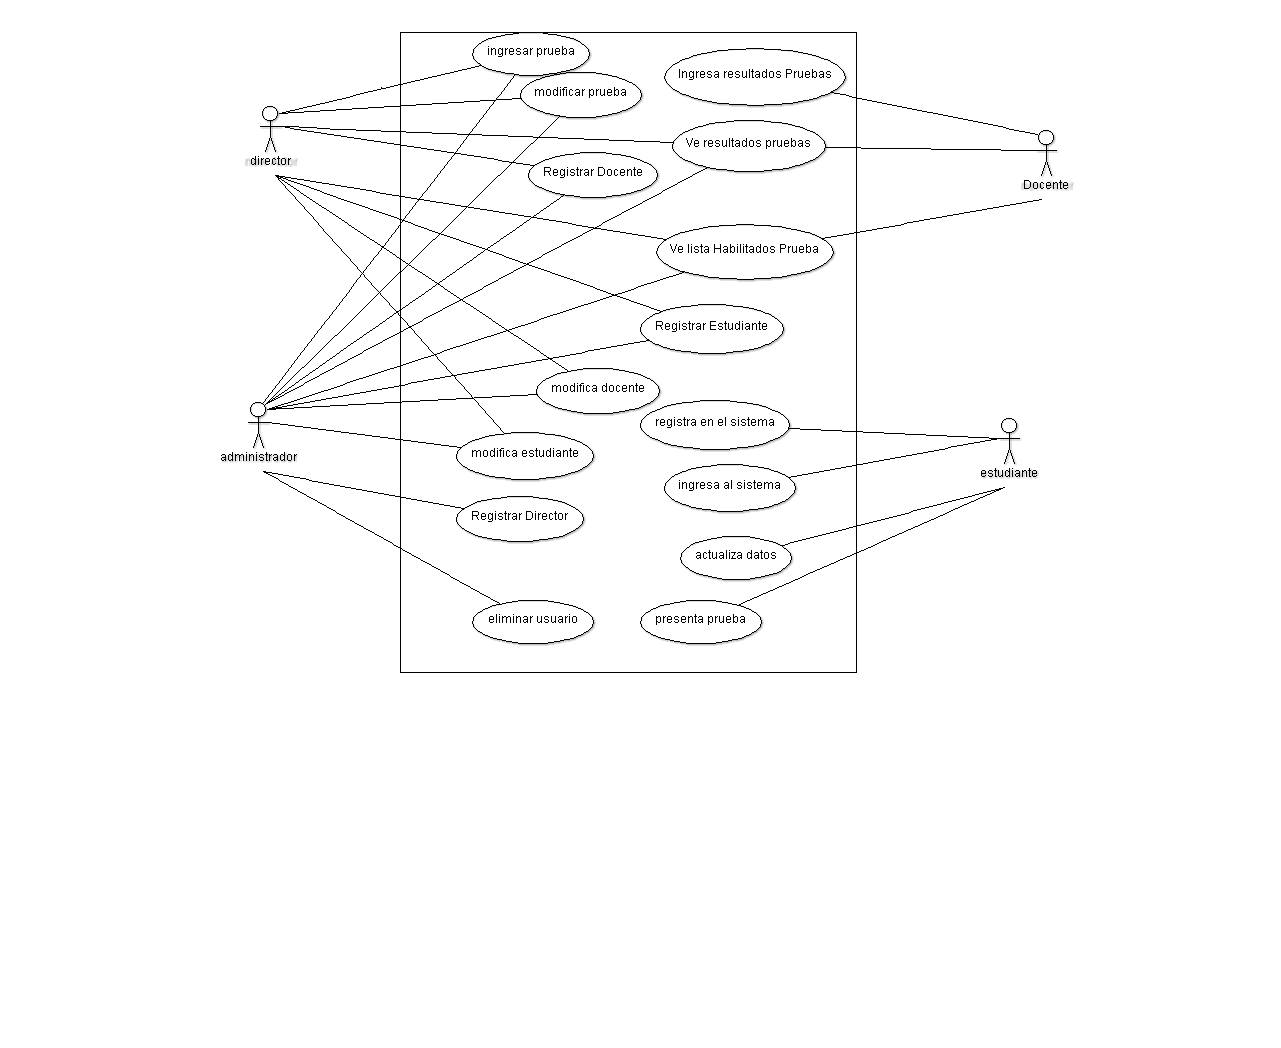 ingresar prueba
Ingresa resultados Pruebas
modificar prueba
Ve resultados pruebas
director
Registrar Docente
Docente
Ve lista Habilitados Prueba
Registrar Estudiante
modifica docente
registra en el sistema
administrador
modifica estudiante
estudiante
ingresa al sistema
Registrar Director
actualiza datos
eliminar usuario
presenta prueba